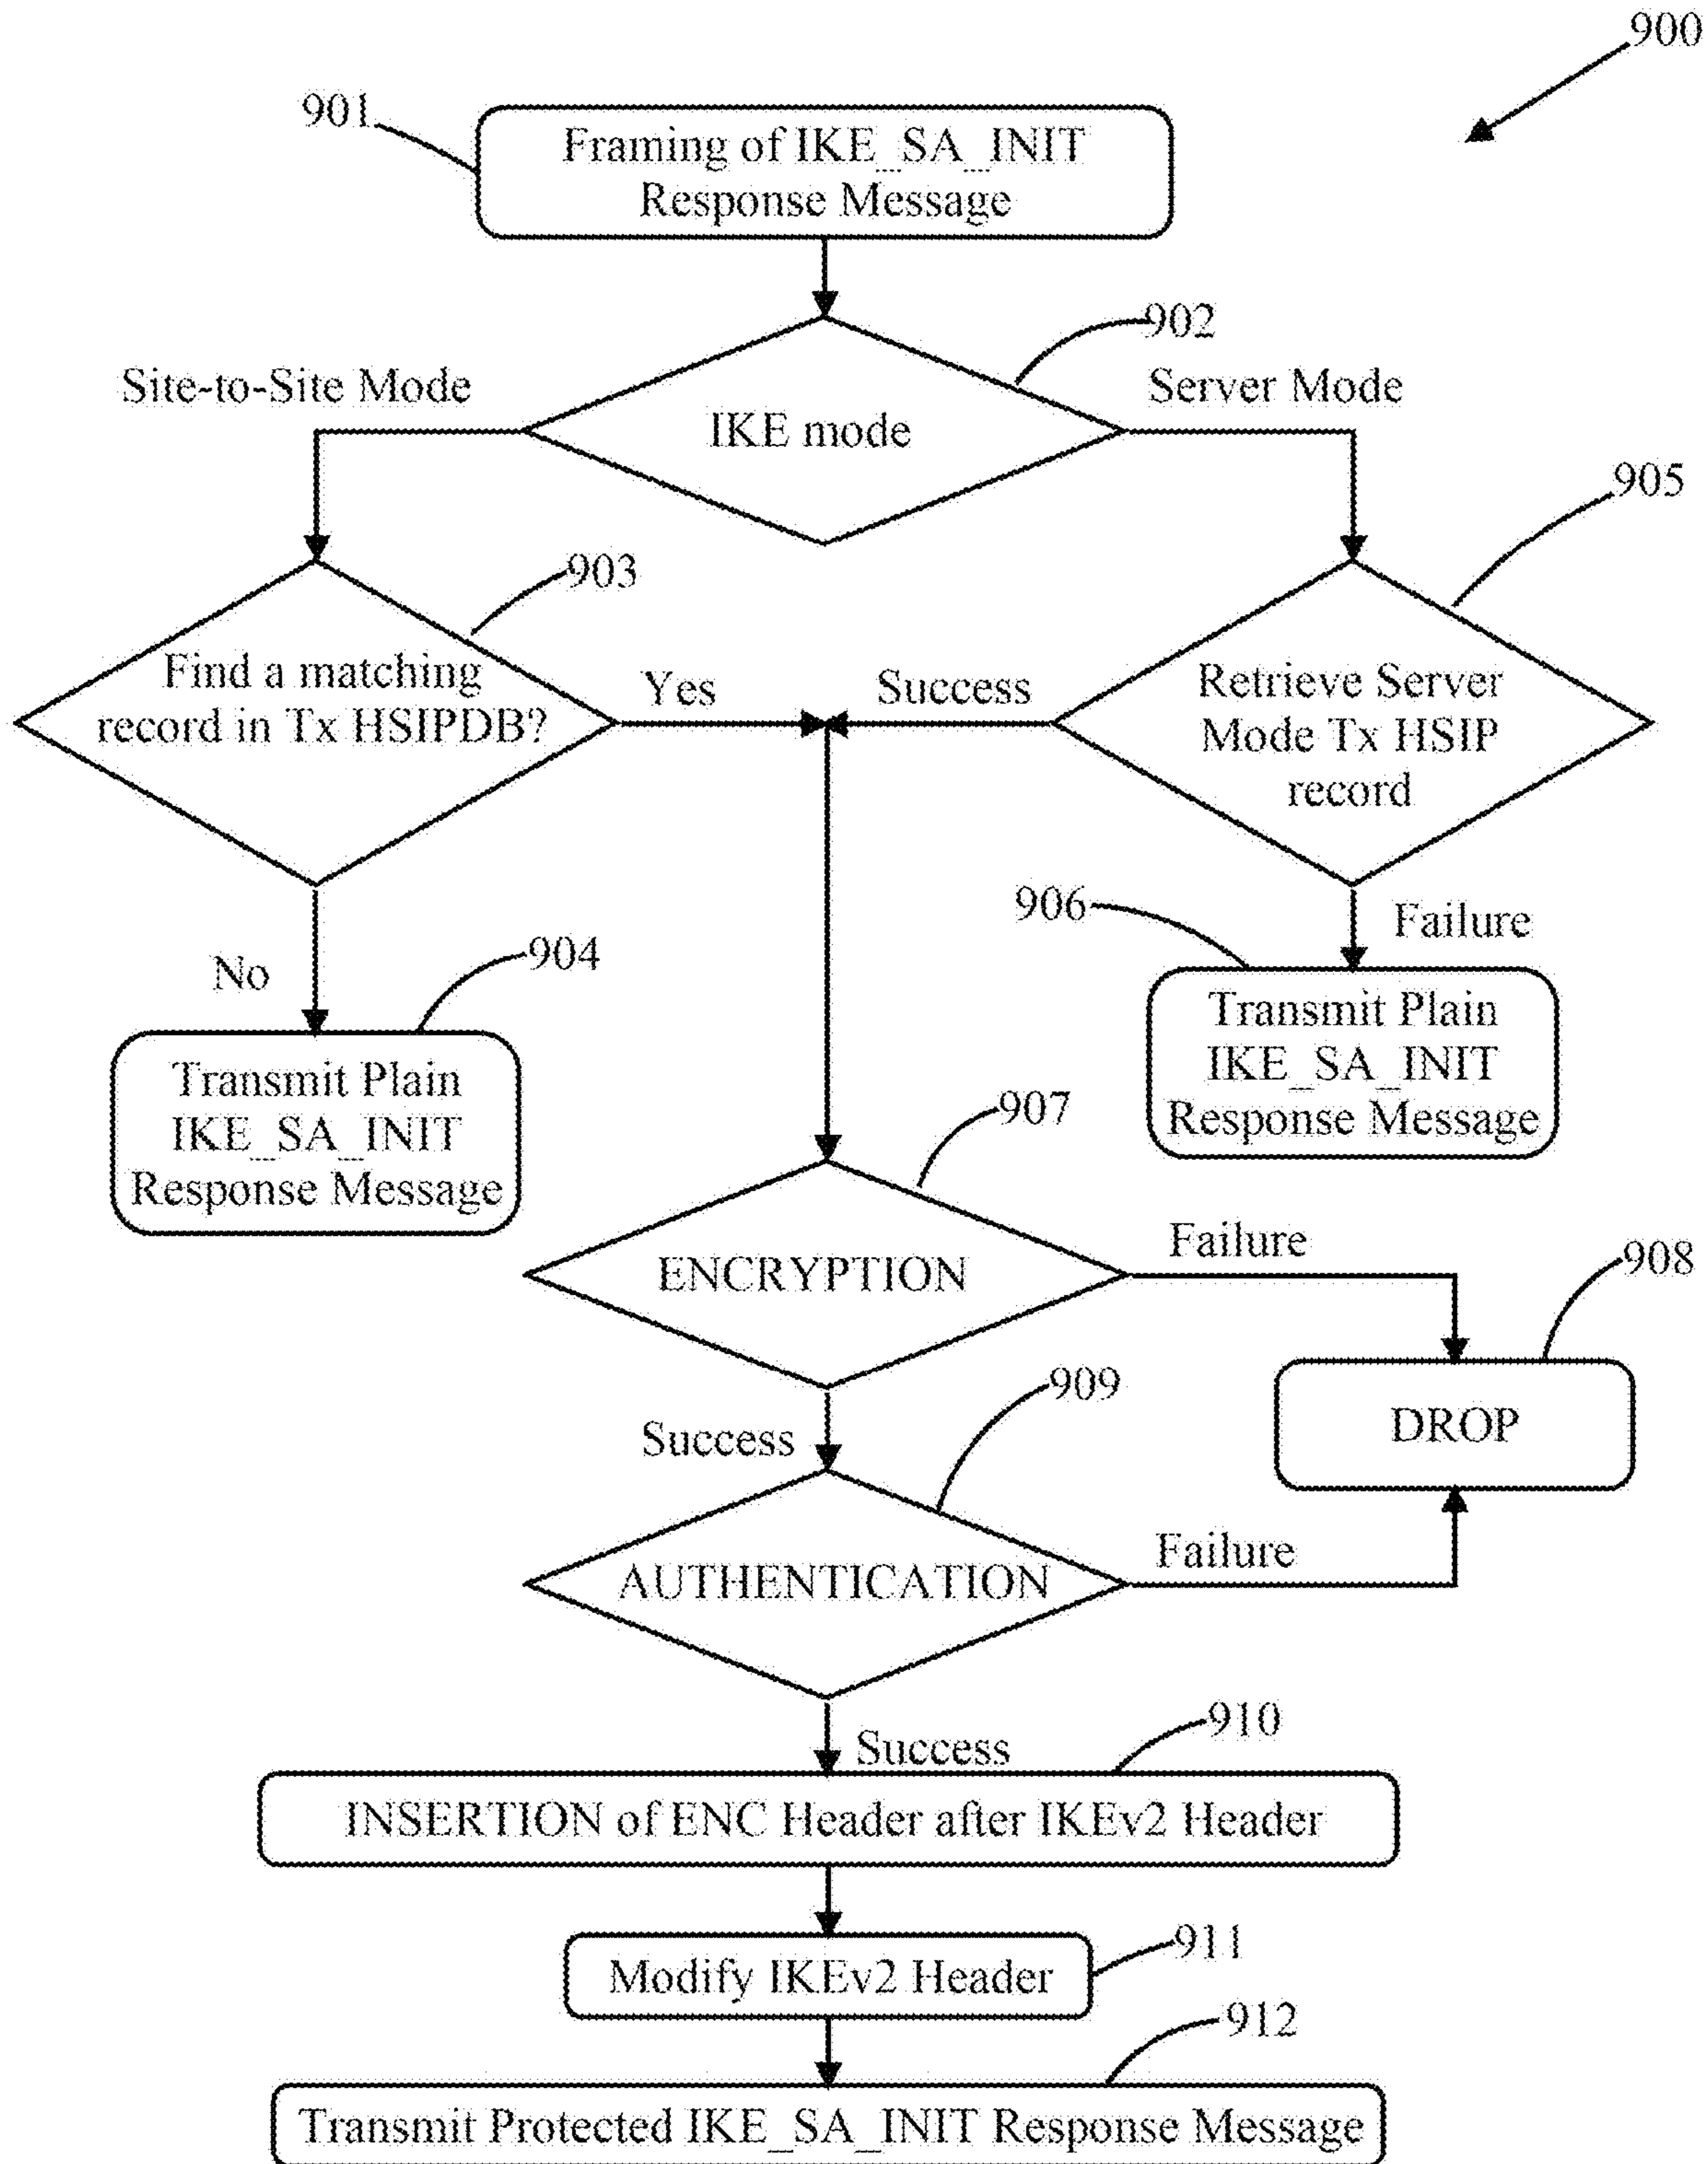 900
901
Framing of IKE_SA_INIT
Response Message
902
Site-to-Site Mode
Server Mode
IKE mode
905
903
Find a matching
record in Tx HSIPDB?
Yes
Success
Retrieve Server
Mode Tx HSIP
record
906
Failure
No
904
Transmit Plain
IKE_SA_INIT
Response Message
Transmit Plain
IKE_SA_INIT
Response Message
907
Failure
908
ENCRYPTION
909
DROP
Success
Failure
AUTHENTICATION
910
Success
INSERTION of ENC Header after IKEv2 Header
911
Modify IKEv2 Header
912
Transmit Protected IKE_SA_INIT Response Message